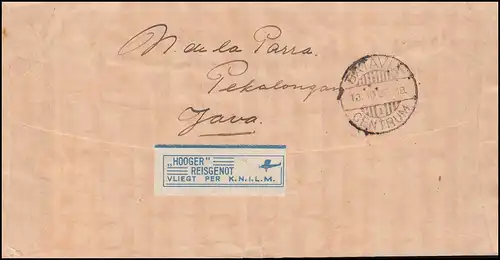 M. de la Parra.
Pekalongan
Java.
BATAVIA
CENTRUM
„HOOGER"
REISGENOT
VLIEGT PER K.N.I.L.M.